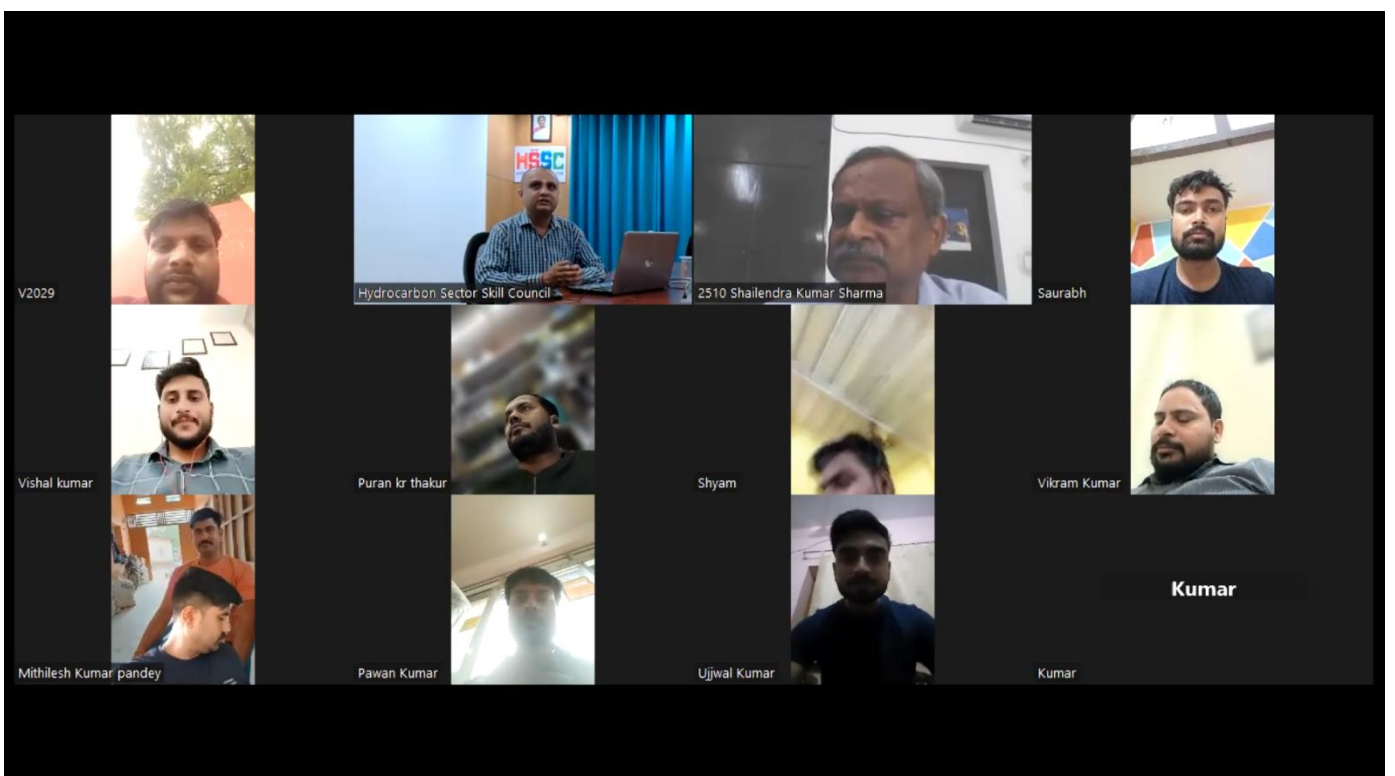 HSSC
V2029
Hydrocarbon Sector Skill Council
2510 Shailendra Kumar Sharma
Saurabh
Vishal kumar
Puran kr thakur
Shyam
Vikram Kumar
Kumar
Mithilesh Kumar pandey
Pawan Kumar
Ujjwal Kumar
Kumar